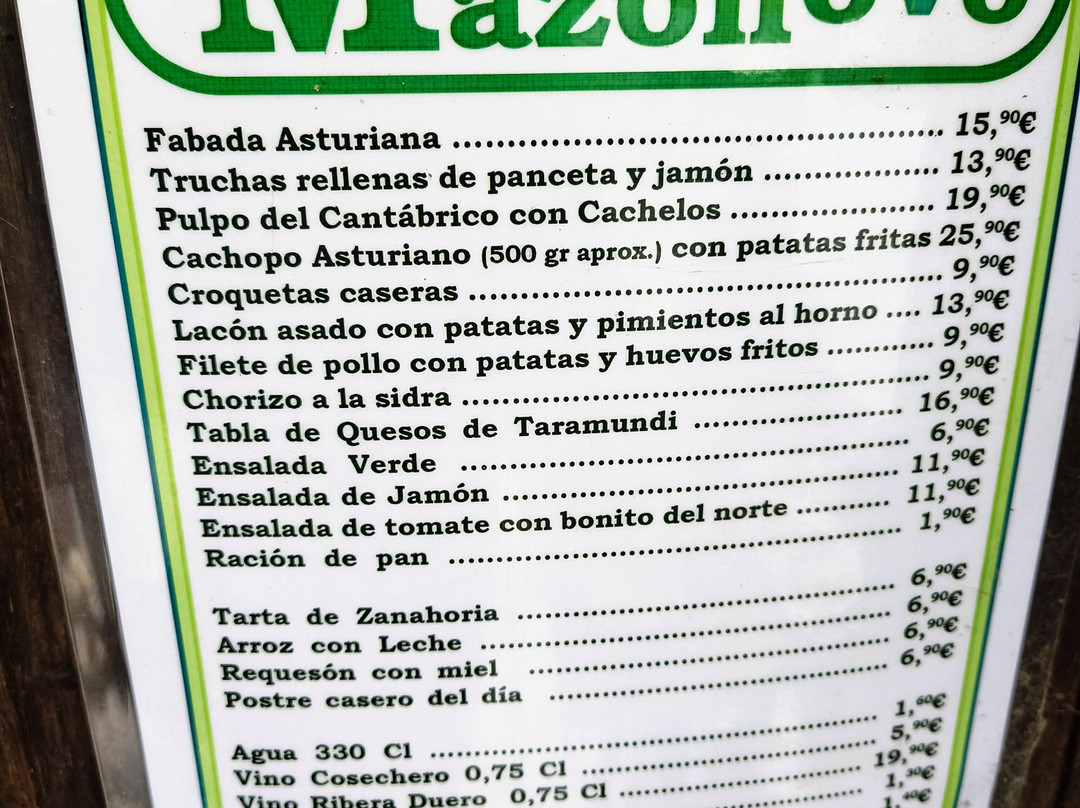 Mazonovo
Fabada Asturiana ........ 15,90€
Truchas rellenas de panceta y jamón ........ 13,90€
Pulpo del Cantábrico con Cachelos ........ 19,90€
Cachopo Asturiano (500 gr aprox.) con patatas fritas 25,90€
Croquetas caseras ........ 9,90€
Lacón asado con patatas y pimientos al horno .... 13,90€
Filete de pollo con patatas y huevos fritos ........ 9,90€
Chorizo a la sidra ........ 9,90€
Tabla de Quesos de Taramundi ........ 16,90€
Ensalada Verde ........ 6,90€
Ensalada de Jamón ........ 11,90€
Ensalada de tomate con bonito del norte ........ 11,90€
Ración de pan ........ 1,90€
Tarta de Zanahoria ........ 6,90€
Arroz con Leche ........ 6,90€
Requesón con miel ........ 6,90€
Postre casero del día ........ 6,90€
Agua 330 Cl ........ 1,60€
Vino Cosechero 0,75 Cl ........ 5,90€
Vino Ribera Duero 0,75 Cl ........ 19,90€
1,30€
1,40€